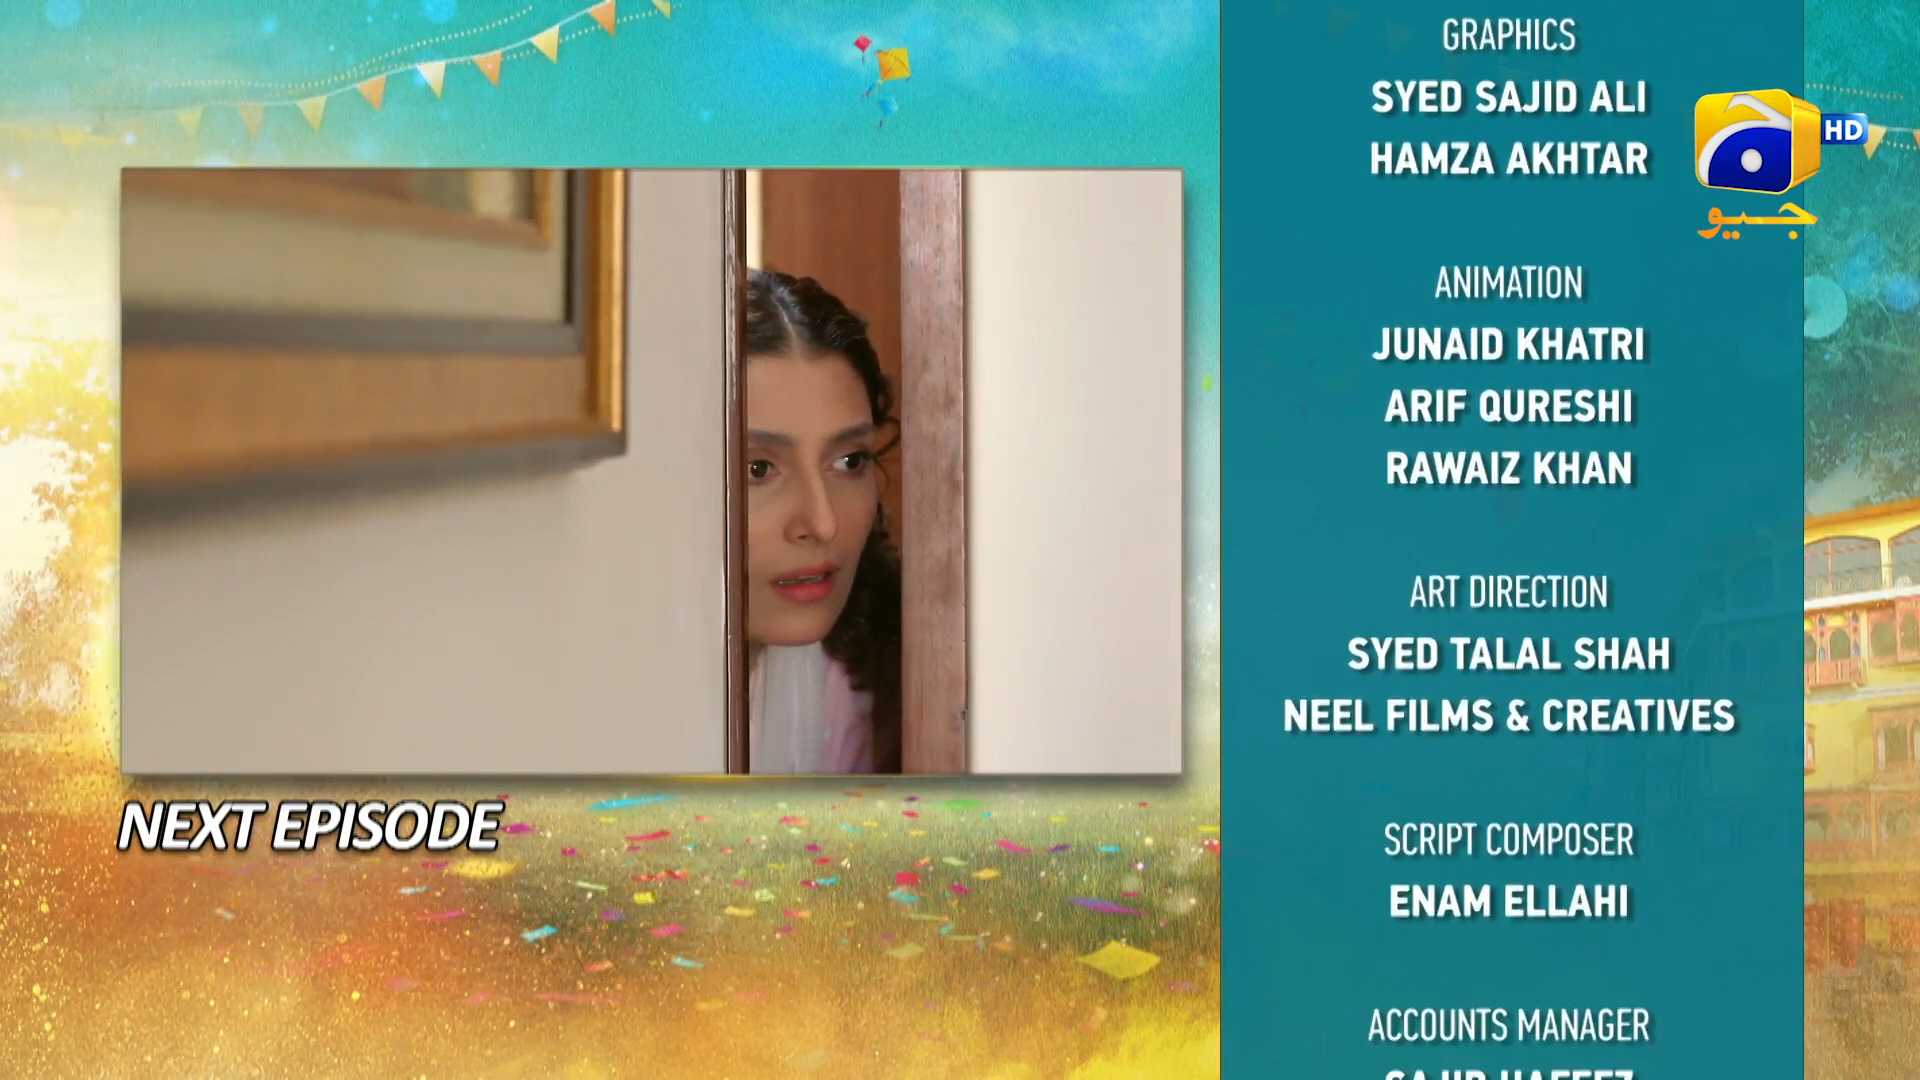 GRAPHICS
SYED SAJID ALI
HAMZA AKHTAR
HD
جیو
ANIMATION
JUNAID KHATRI
ARIF QURESHI
RAWAIZ KHAN
ART DIRECTION
SYED TALAL SHAH
NEEL FILMS & CREATIVES
NEXT EPISODE
SCRIPT COMPOSER
ENAM ELLAHI
ACCOUNTS MANAGER